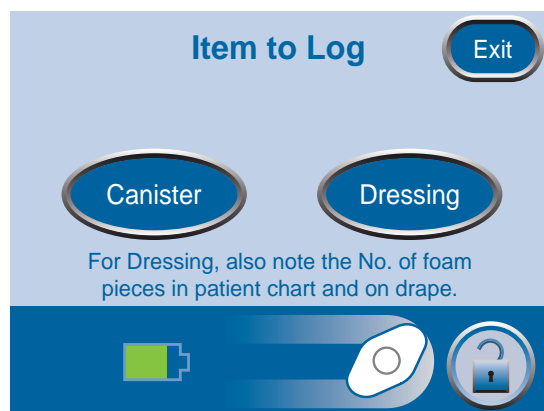 Item to Log
Exit
Canister
Dressing
For Dressing, also note the No. of foam
pieces in patient chart and on drape.